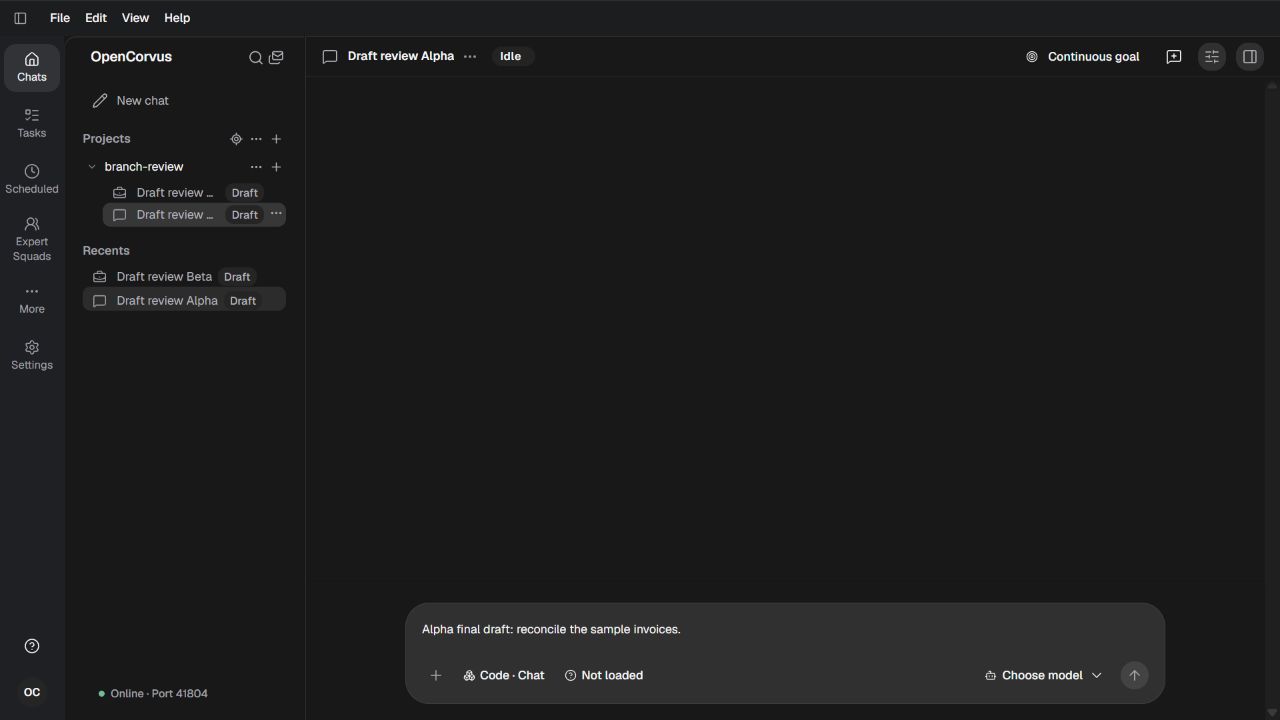 File Edit View Help
Chats
Tasks
Scheduled
Expert
Squads
More
Settings
OC
OpenCorvus
New chat
Projects
branch-review
Draft review ... Draft
Draft review ... Draft
Recents
Draft review Beta Draft
Draft review Alpha Draft
Online · Port 41804
Draft review Alpha ... Idle
Continuous goal
Alpha final draft: reconcile the sample invoices.
Code · Chat Not loaded Choose model